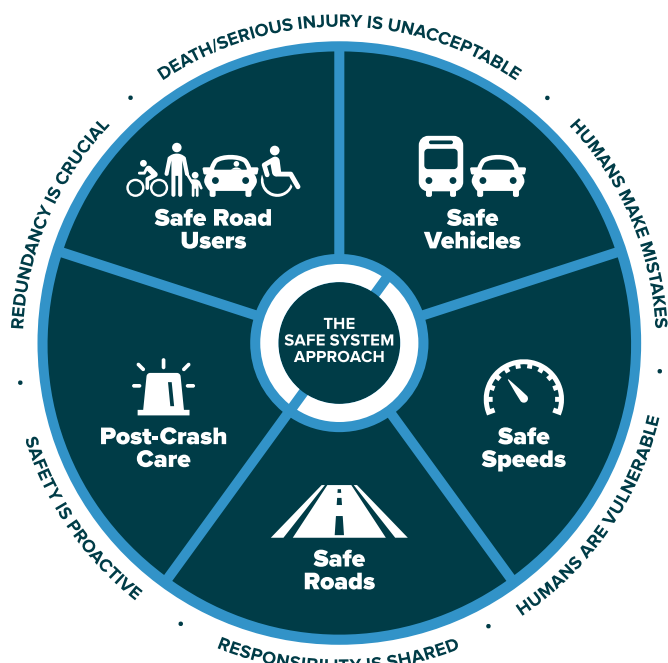 DEATH/SERIOUS INJURY IS UNACCEPTABLE
HUMANS MAKE MISTAKES
HUMANS ARE VULNERABLE
RESPONSIBILITY IS SHARED
SAFETY IS PROACTIVE
REDUNDANCY IS CRUCIAL
Safe Road
Users
Safe
Vehicles
THE
SAFE SYSTEM
APPROACH
Safe
Speeds
Safe
Roads
Post-Crash
Care